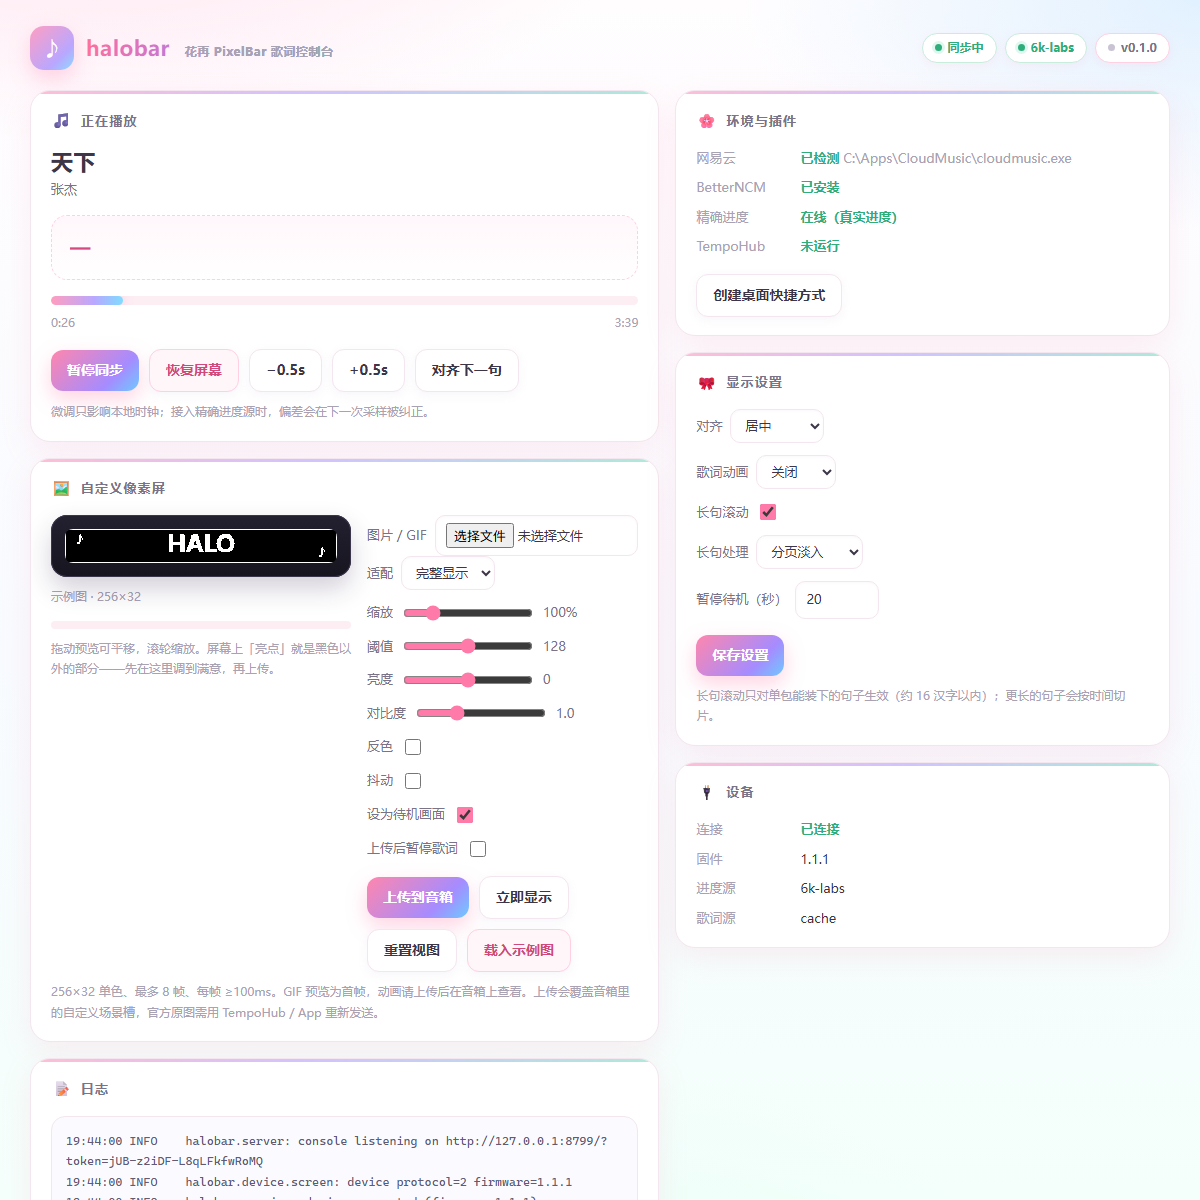 halobar 花再 PixelBar 歌词控制台
同步中 6k-labs v0.1.0
正在播放
天下
张杰
—
0:26 3:39
暂停同步 恢复屏幕 −0.5s +0.5s 对齐下一句
微调只影响本地时钟；接入精确进度源时，偏差会在下一次采样被纠正。
自定义像素屏
HALO
示例图 · 256×32
拖动预览可平移，滚轮缩放。屏幕上「亮点」就是黑色以
外的部分——先在这里调到满意，再上传。
图片 / GIF 选择文件 未选择文件
适配 完整显示
缩放 100%
阈值 128
亮度 0
对比度 1.0
反色
抖动
设为待机画面
上传后暂停歌词
上传到音箱 立即显示
重置视图 载入示例图
256×32 单色、最多 8 帧、每帧 ≥100ms。GIF 预览为首帧，动画请上传后在音箱上查看。上传会覆盖音箱里
的自定义场景槽，官方原图需用 TempoHub / App 重新发送。
日志
19:44:00 INFO halobar.server: console listening on http://127.0.0.1:8799/?
token=jUB-z2iDF-L8qLFkfwRoMQ
19:44:00 INFO halobar.device.screen: device protocol=2 firmware=1.1.1
环境与插件
网易云 已检测 C:\Apps\CloudMusic\cloudmusic.exe
BetterNCM 已安装
精确进度 在线（真实进度）
TempoHub 未运行
创建桌面快捷方式
显示设置
对齐 居中
歌词动画 关闭
长句滚动
长句处理 分页淡入
暂停待机（秒） 20
保存设置
长句滚动只对单包能装下的句子生效（约 16 汉字以内）；更长的句子会按时间切
片。
设备
连接 已连接
固件 1.1.1
进度源 6k-labs
歌词源 cache